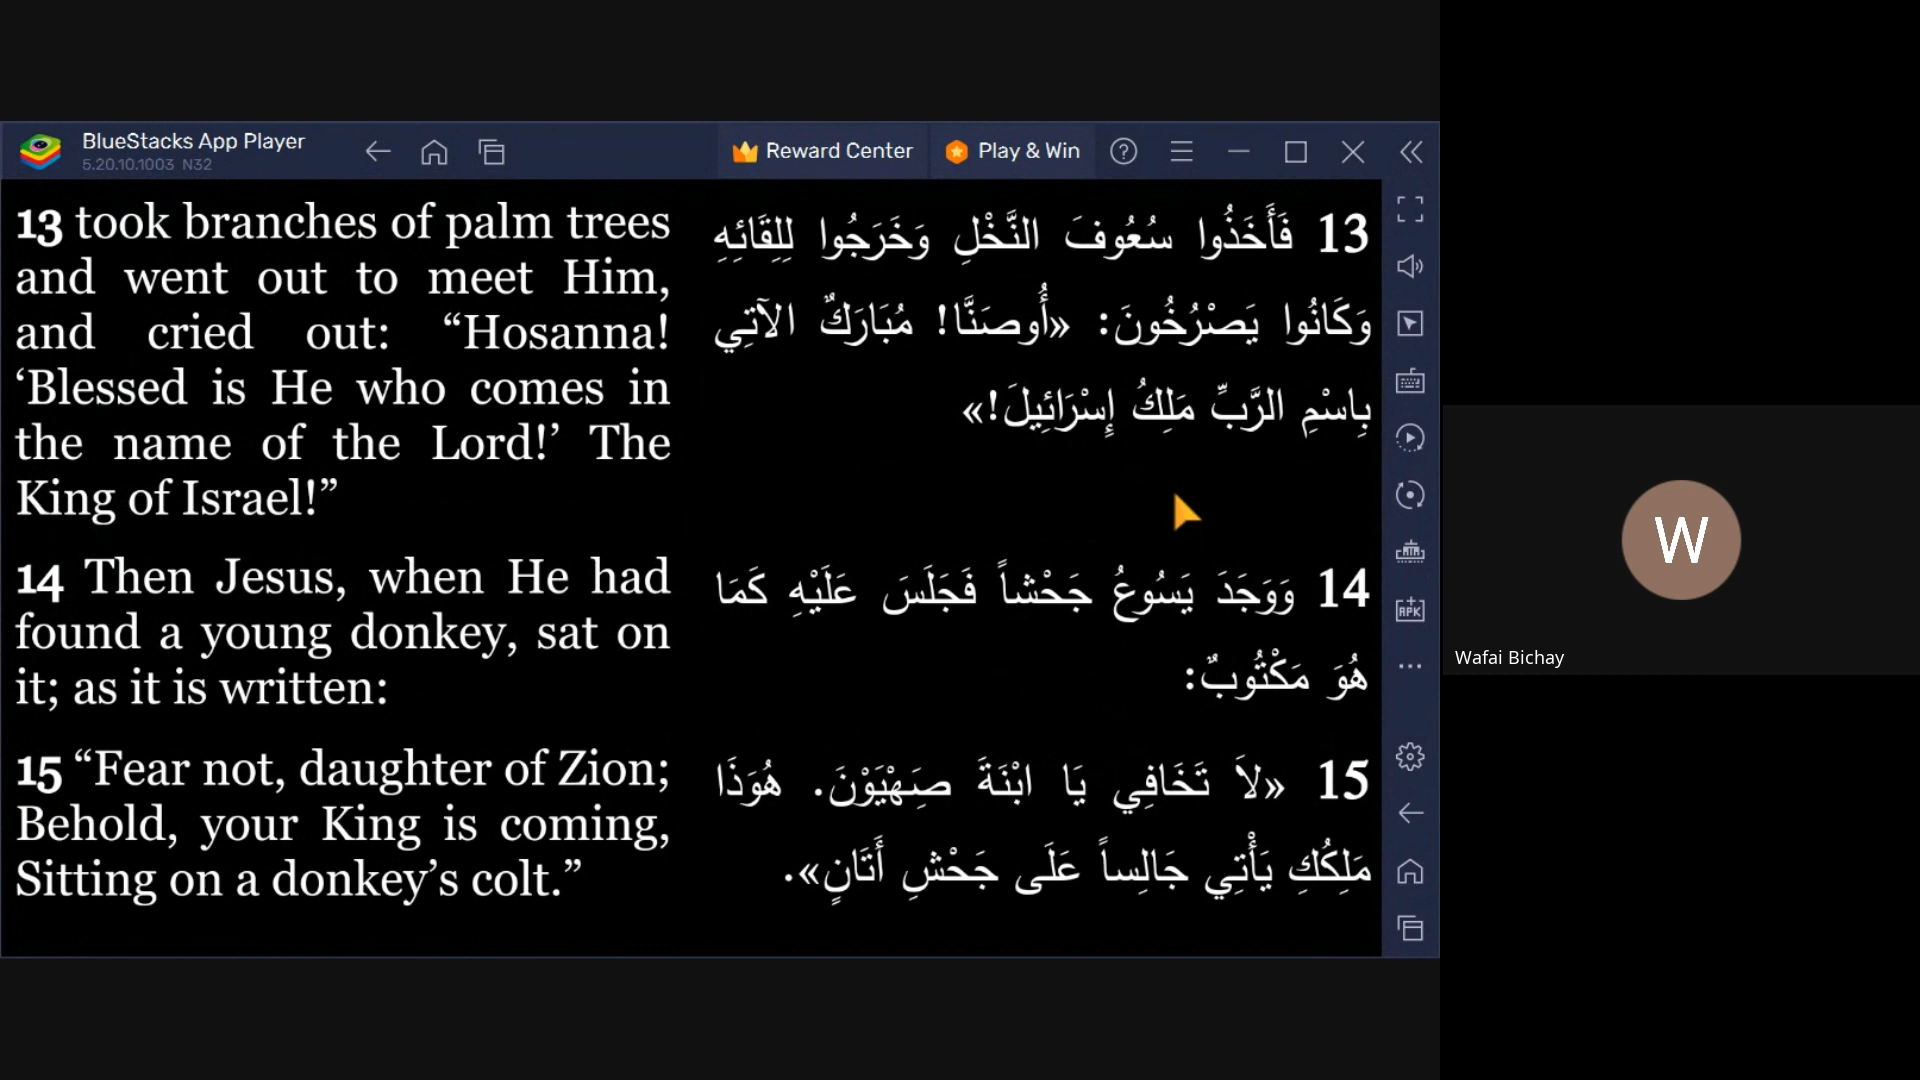 BlueStacks App Player
5.20.10.1003 N32
Reward Center
Play & Win
13 took branches of palm trees
and went out to meet Him,
and cried out: “Hosanna!
‘Blessed is He who comes in
the name of the Lord!’ The
King of Israel!”
14 Then Jesus, when He had
found a young donkey, sat on
it; as it is written:
15 “Fear not, daughter of Zion;
Behold, your King is coming,
Sitting on a donkey’s colt.”
13 فَأَخَذُوا سُعُوفَ النَّخْلِ وَخَرَجُوا لِلِقَائِهِ
وَكَانُوا يَصْرُخُونَ: «أُوصَنَّا! مُبَارَكٌ الآتِي
بِاسْمِ الرَّبِّ مَلِكُ إِسْرَائِيلَ!»
14 وَوَجَدَ يَسُوعُ جَحْشاً فَجَلَسَ عَلَيْهِ كَمَا
هُوَ مَكْتُوبٌ:
15 «لاَ تَخَافِي يَا ابْنَةَ صِهْيَوْنَ. هُوَذَا
مَلِكُكِ يَأْتِي جَالِساً عَلَى جَحْشِ أَتَانٍ».
APK
W
Wafai Bichay